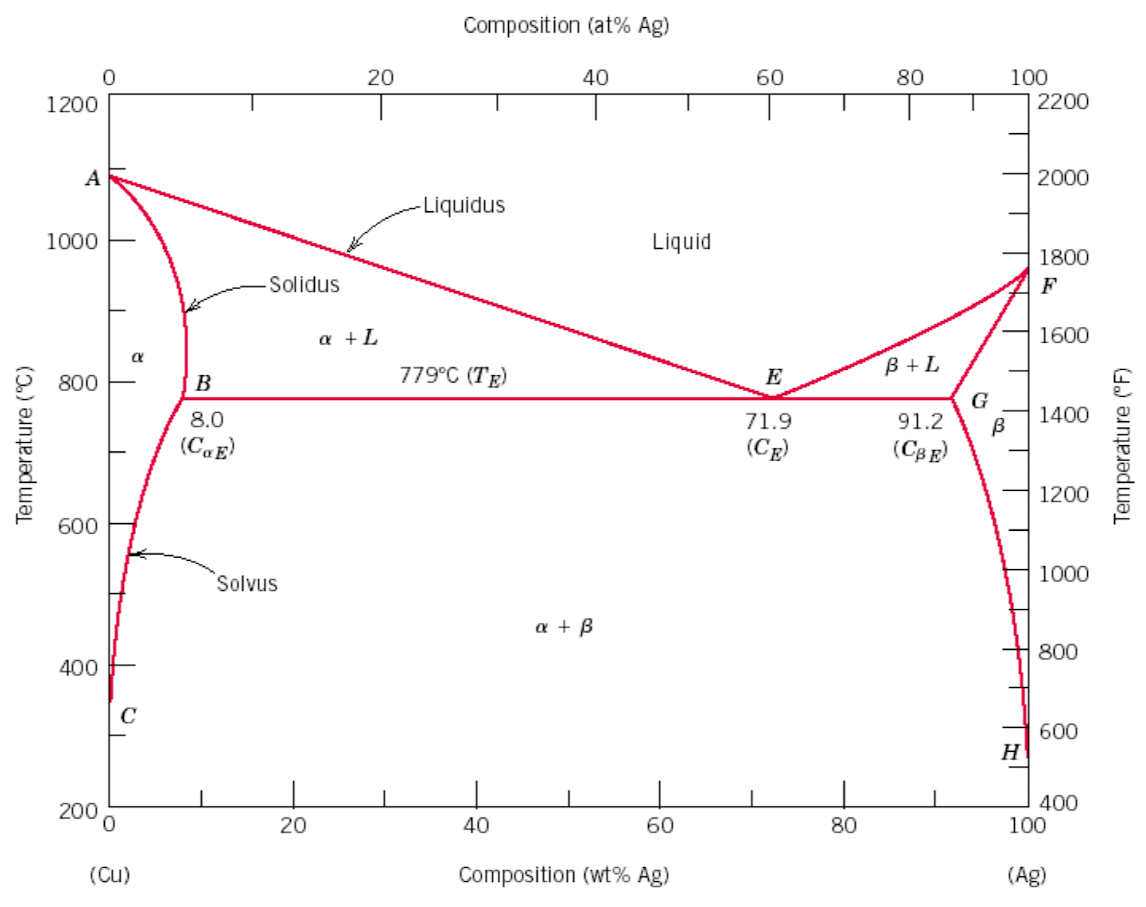 Composition (at% Ag)
0 20 40 60 80 100
1200 2200
A 2000
Liquidus
1000 Liquid 1800
Solidus F
α + L 1600
α β + L
800 B 779°C (T_E) E
8.0 71.9 91.2 G 1400
(C_αE) (C_E) (C_βE) β
Temperature (°C)
Temperature (°F)
1200
600
Solvus 1000
α + β
400 800
C
600
H
200 400
0 20 40 60 80 100
(Cu) Composition (wt% Ag) (Ag)